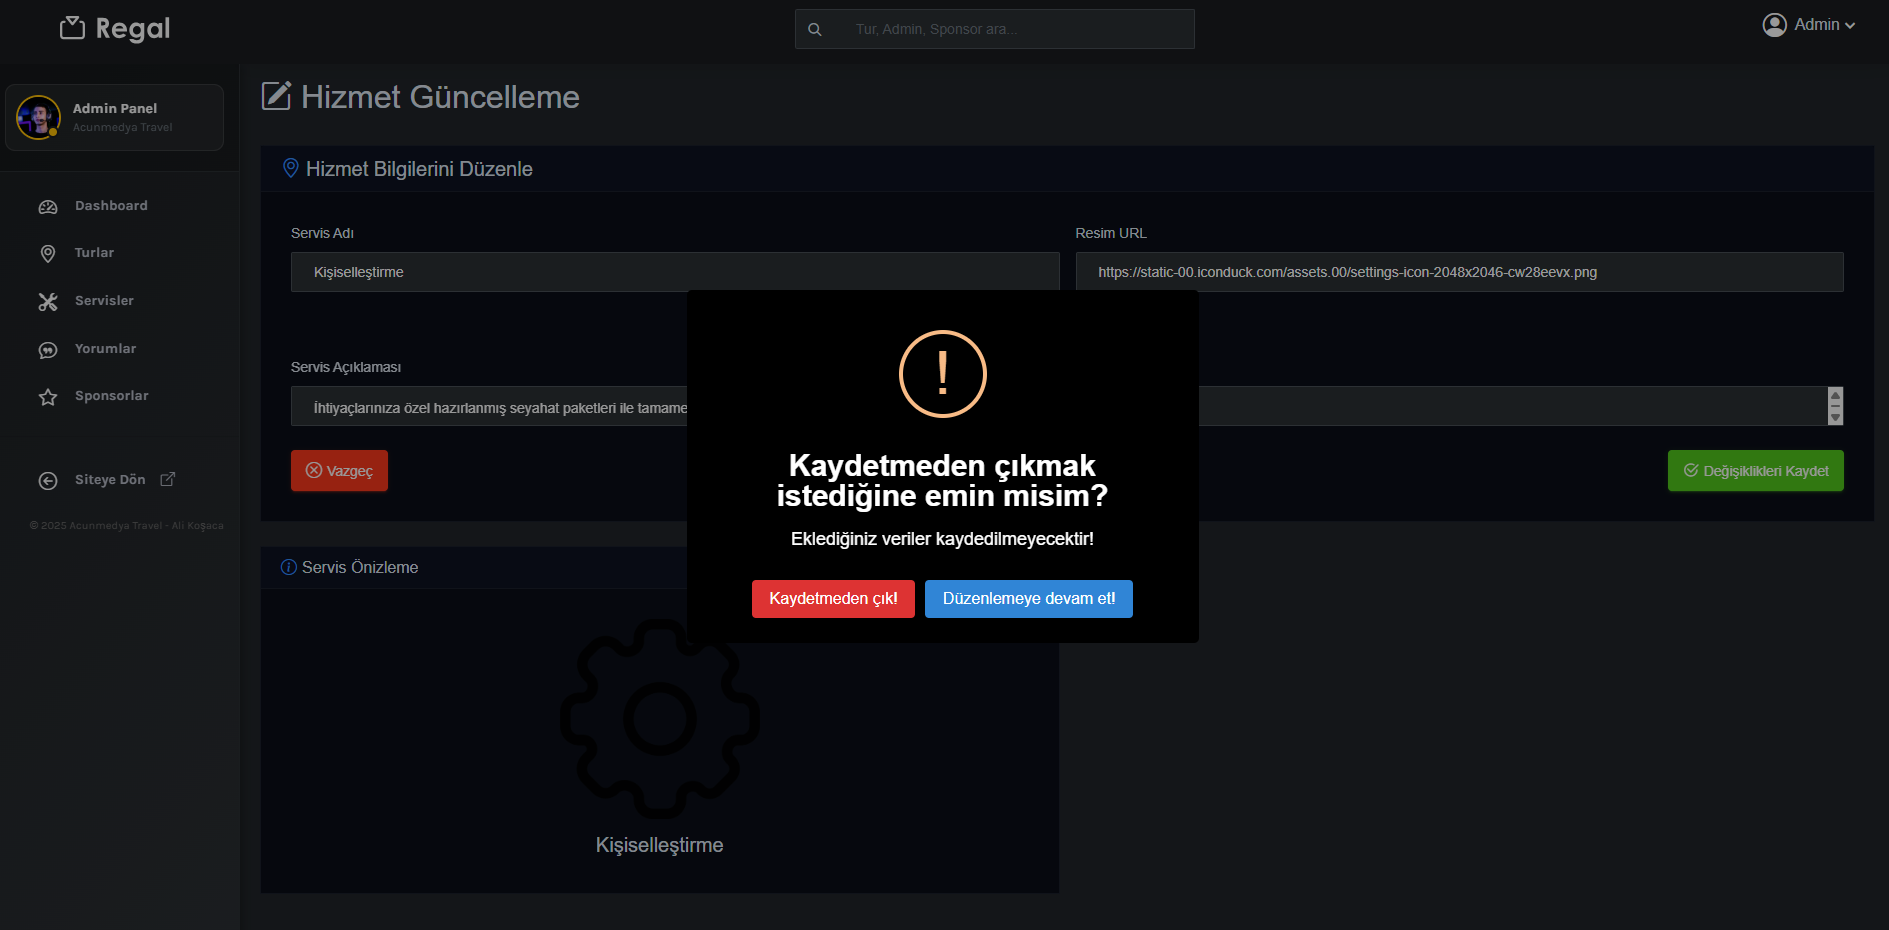 Regal
Tur, Admin, Sponsor ara...
Admin
Admin Panel
Acunmedya Travel
Dashboard
Turlar
Servisler
Yorumlar
Sponsorlar
Siteye Dön
© 2025 Acunmedya Travel - Ali Koşaca
Hizmet Güncelleme
Hizmet Bilgilerini Düzenle
Servis Adı
Kişiselleştirme
Resim URL
https://static-00.iconduck.com/assets.00/settings-icon-2048x2046-cw28eevx.png
Servis Açıklaması
İhtiyaçlarınıza özel hazırlanmış seyahat paketleri ile tamame
Vazgeç
Değişiklikleri Kaydet
Kaydetmeden çıkmak
istediğine emin misim?
Eklediğiniz veriler kaydedilmeyecektir!
Kaydetmeden çık!
Düzenlemeye devam et!
Servis Önizleme
Kişiselleştirme